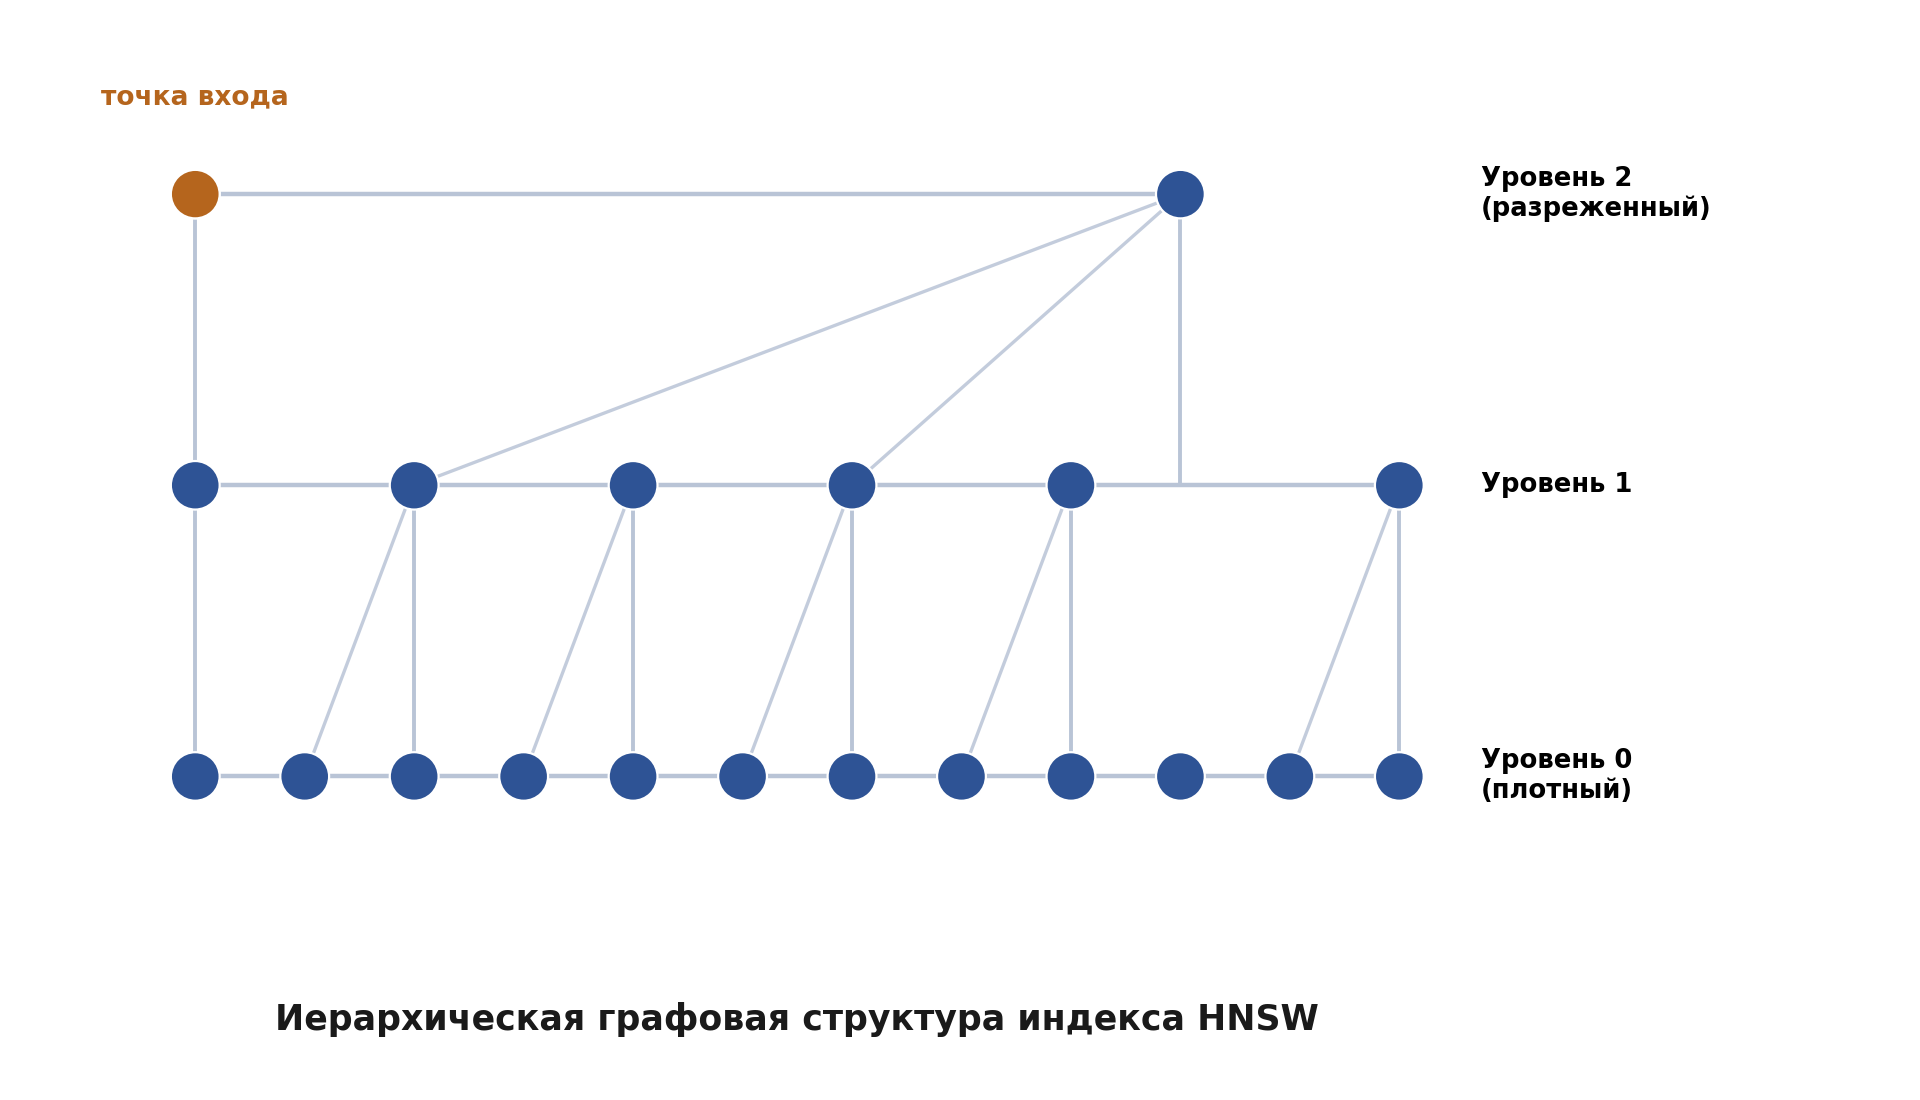 точка входа
Уровень 2
(разреженный)
Уровень 1
Уровень 0
(плотный)
Иерархическая графовая структура индекса HNSW